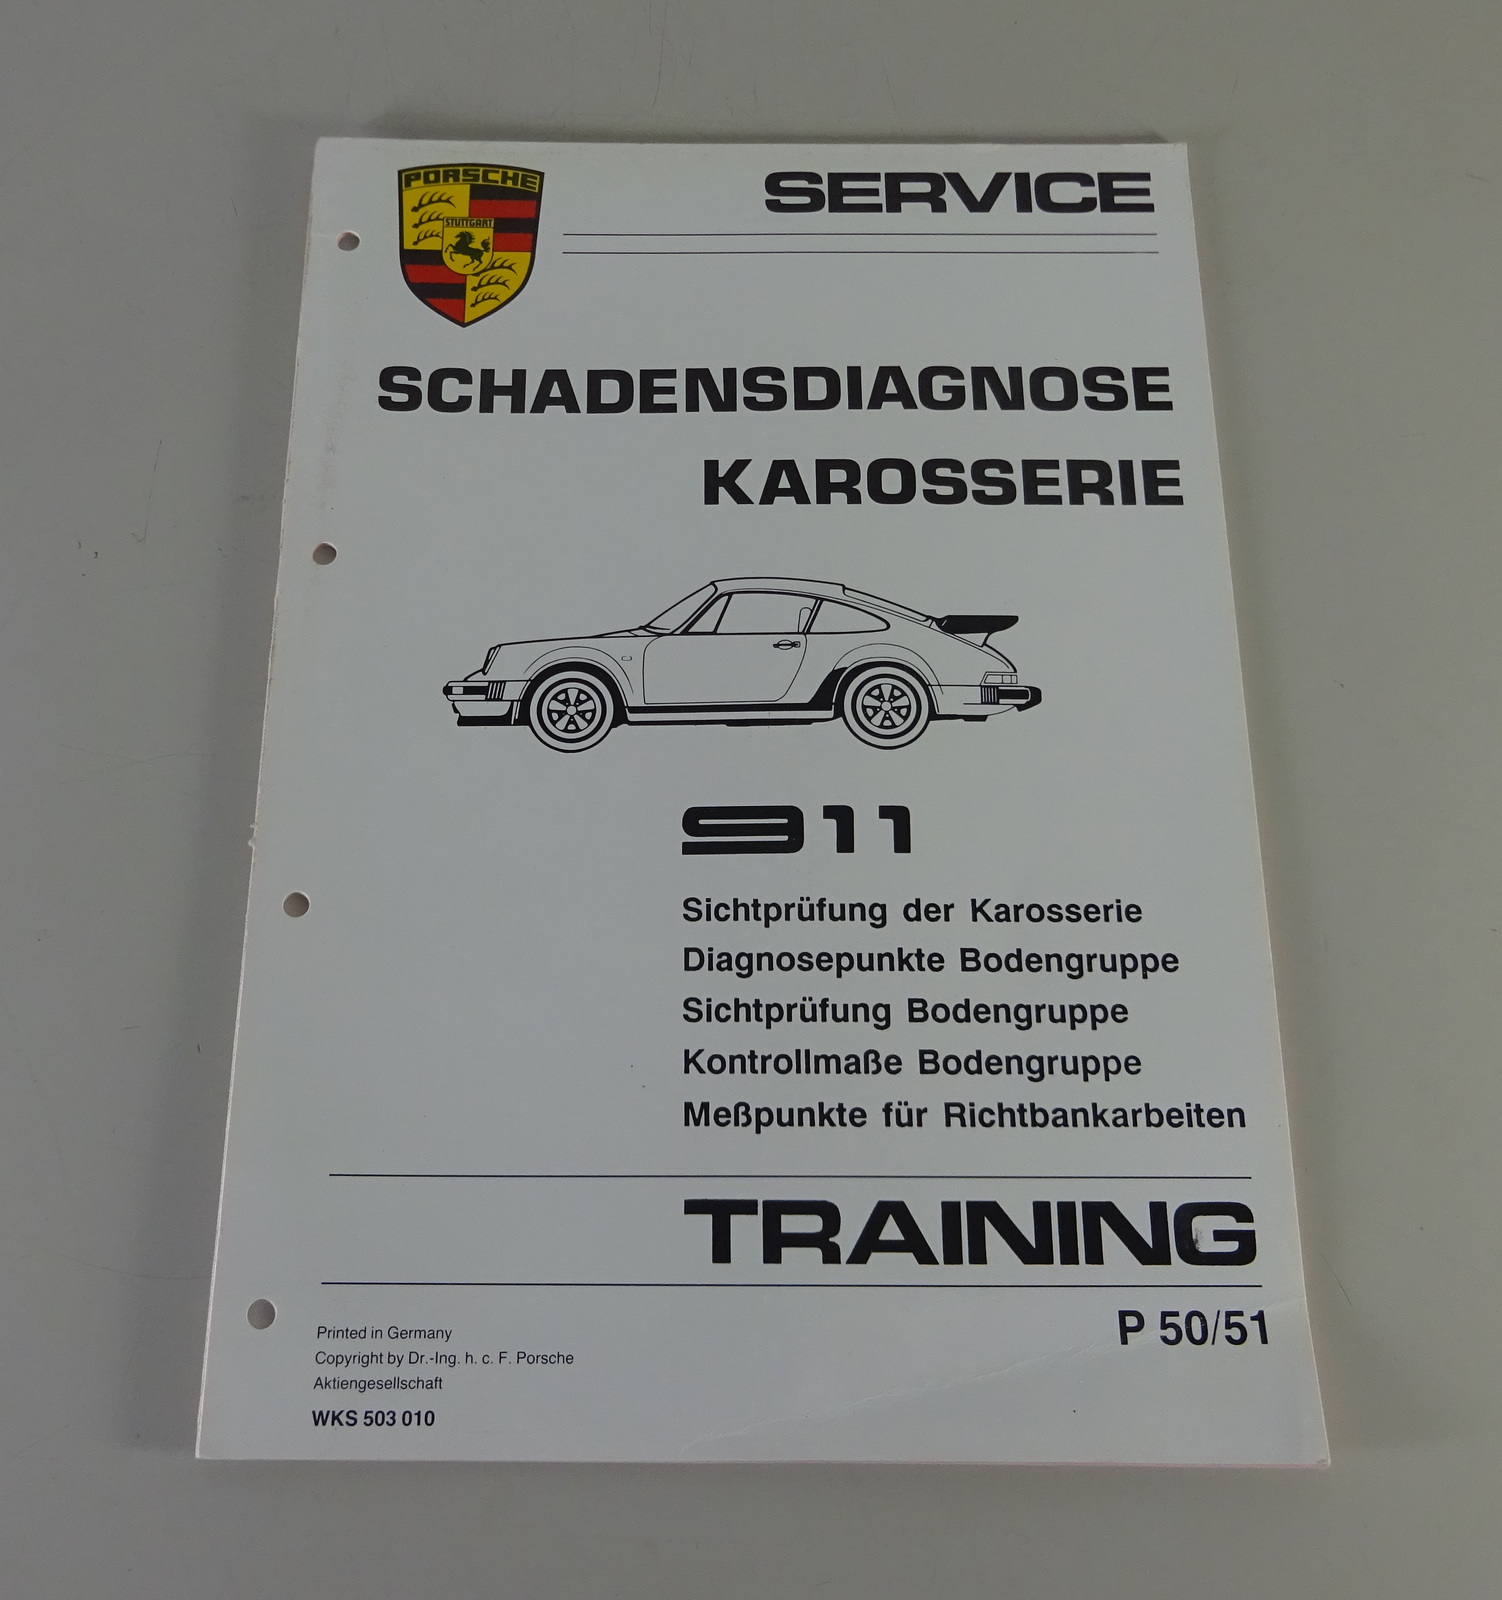 PORSCHE
STUTTGART
SERVICE
SCHADENSDIAGNOSE
KAROSSERIE
911
Sichtprüfung der Karosserie
Diagnosepunkte Bodengruppe
Sichtprüfung Bodengruppe
Kontrollmaße Bodengruppe
Meßpunkte für Richtbankarbeiten
TRAINING
P 50/51
Printed in Germany
Copyright by Dr.-Ing. h. c. F. Porsche
Aktiengesellschaft
WKS 503 010